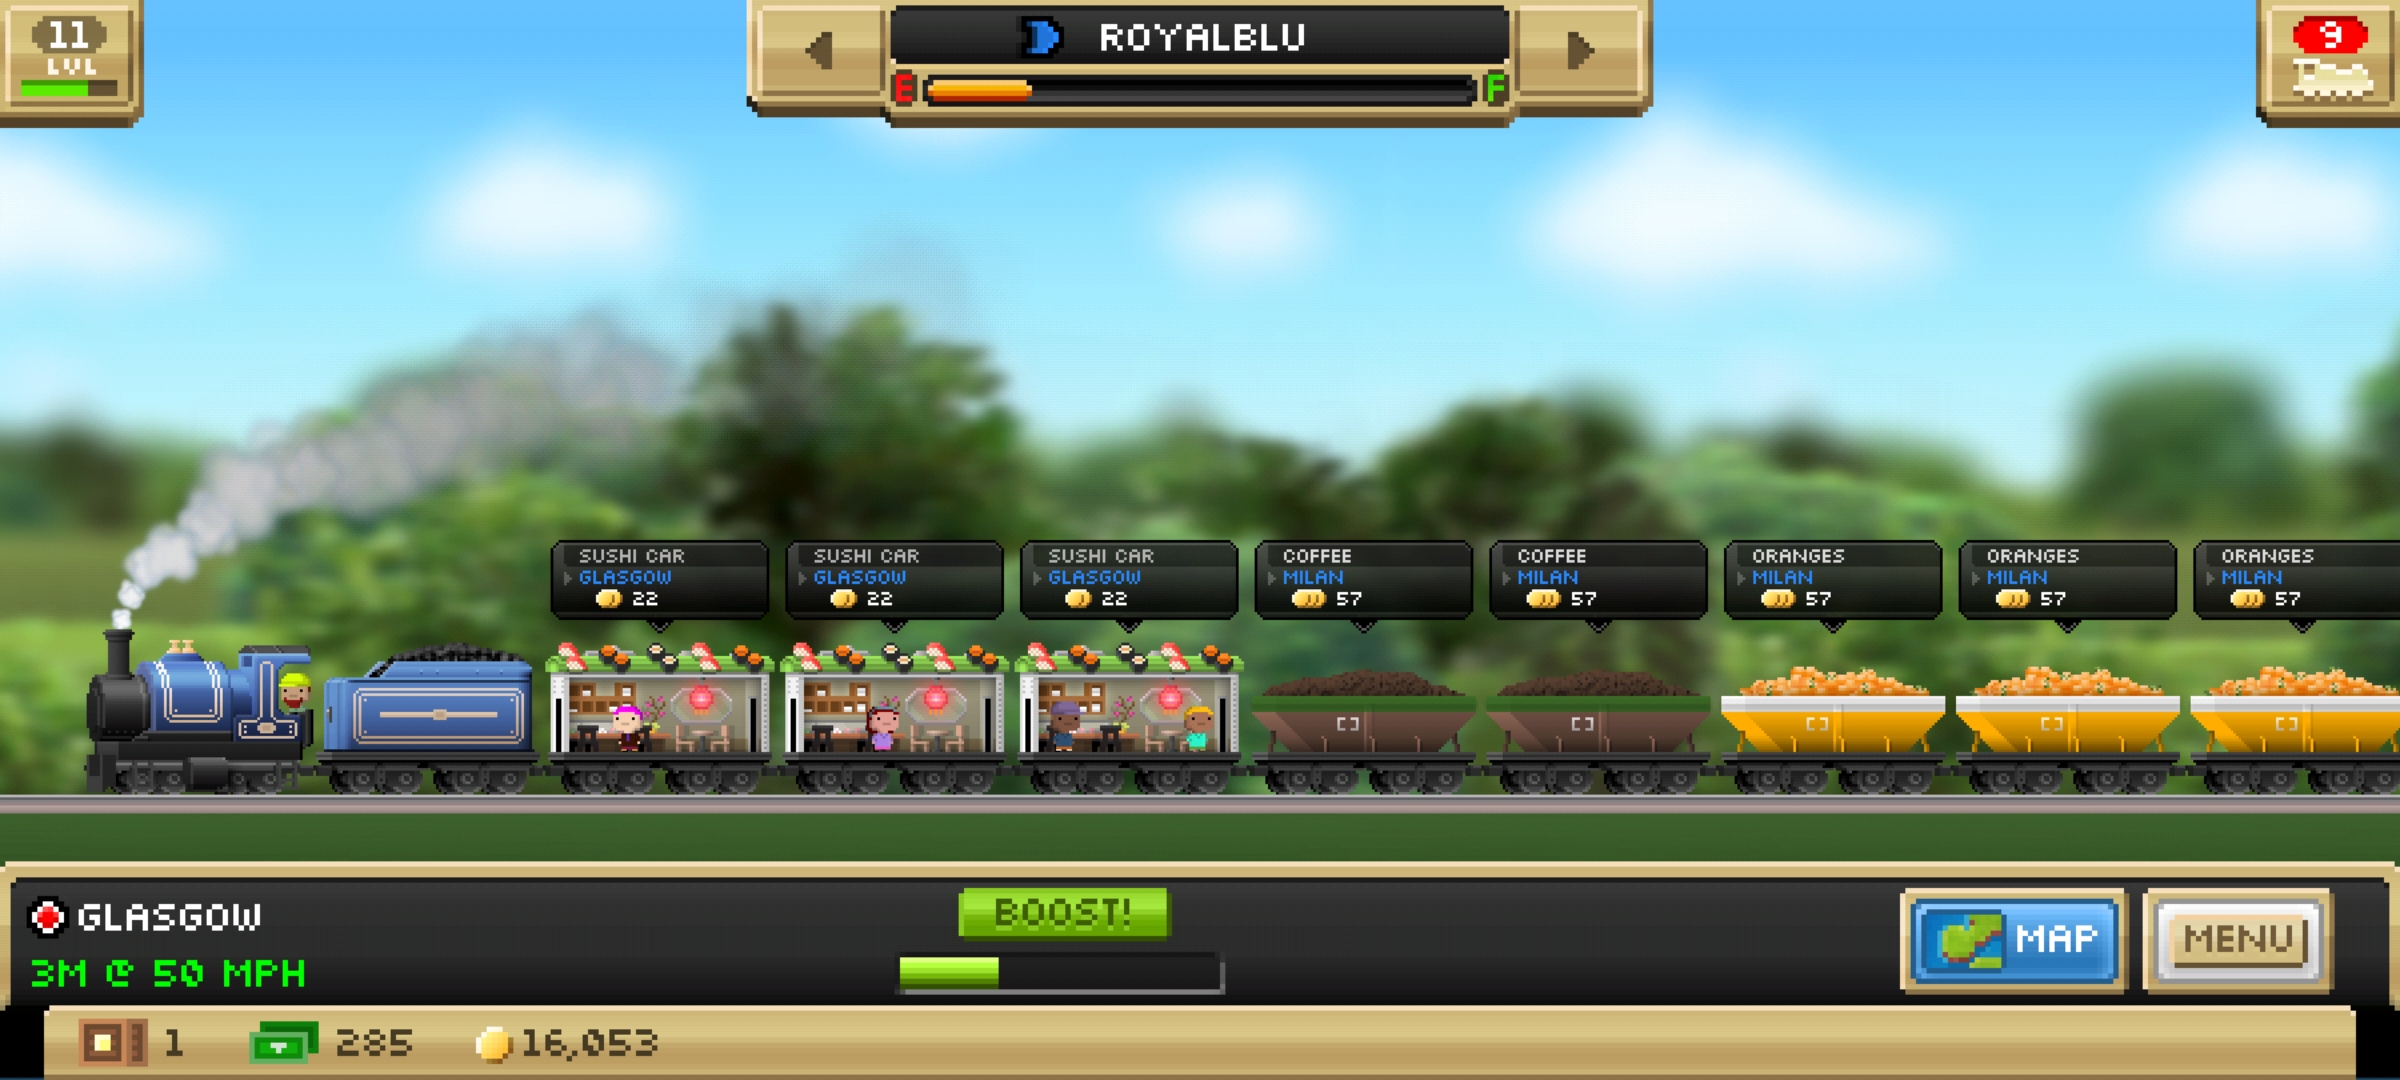 11
LVL
ROYALBLU
E
F
9
SUSHI CAR
GLASGOW
22
SUSHI CAR
GLASGOW
22
SUSHI CAR
GLASGOW
22
COFFEE
MILAN
57
COFFEE
MILAN
57
ORANGES
MILAN
57
ORANGES
MILAN
57
ORANGES
MILAN
57
GLASGOW
3M @ 50 MPH
BOOST!
MAP
MENU
1
285
16,053